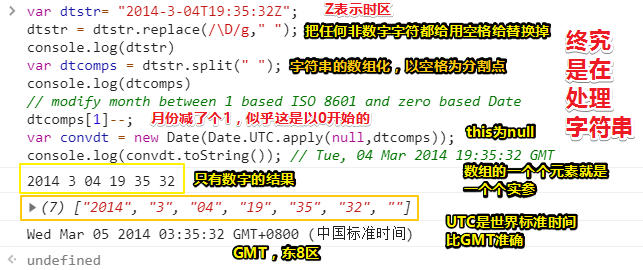 var dtstr= "2014-3-04T19:35:32Z"; Z表示时区
dtstr = dtstr.replace(/\D/g," "); 把任何非数字字符都给用空格给替换掉
console.log(dtstr)
var dtcomps = dtstr.split(" "); 字符串的数组化，以空格为分割点
console.log(dtcomps)
// modify month between 1 based ISO 8601 and zero based Date
dtcomps[1]--; 月份减了个1，似乎这是以0开始的
var convdt = new Date(Date.UTC.apply(null,dtcomps)); this为null
console.log(convdt.toString()); // Tue, 04 Mar 2014 19:35:32 GMT
终究
是在
处理
字符串
2014 3 04 19 35 32 只有数字的结果
数组的一个个元素就是
一个个实参
(7) ["2014", "3", "04", "19", "35", "32", ""]
UTC是世界标准时间
比GMT准确
Wed Mar 05 2014 03:35:32 GMT+0800 (中国标准时间)
GMT，东8区
undefined